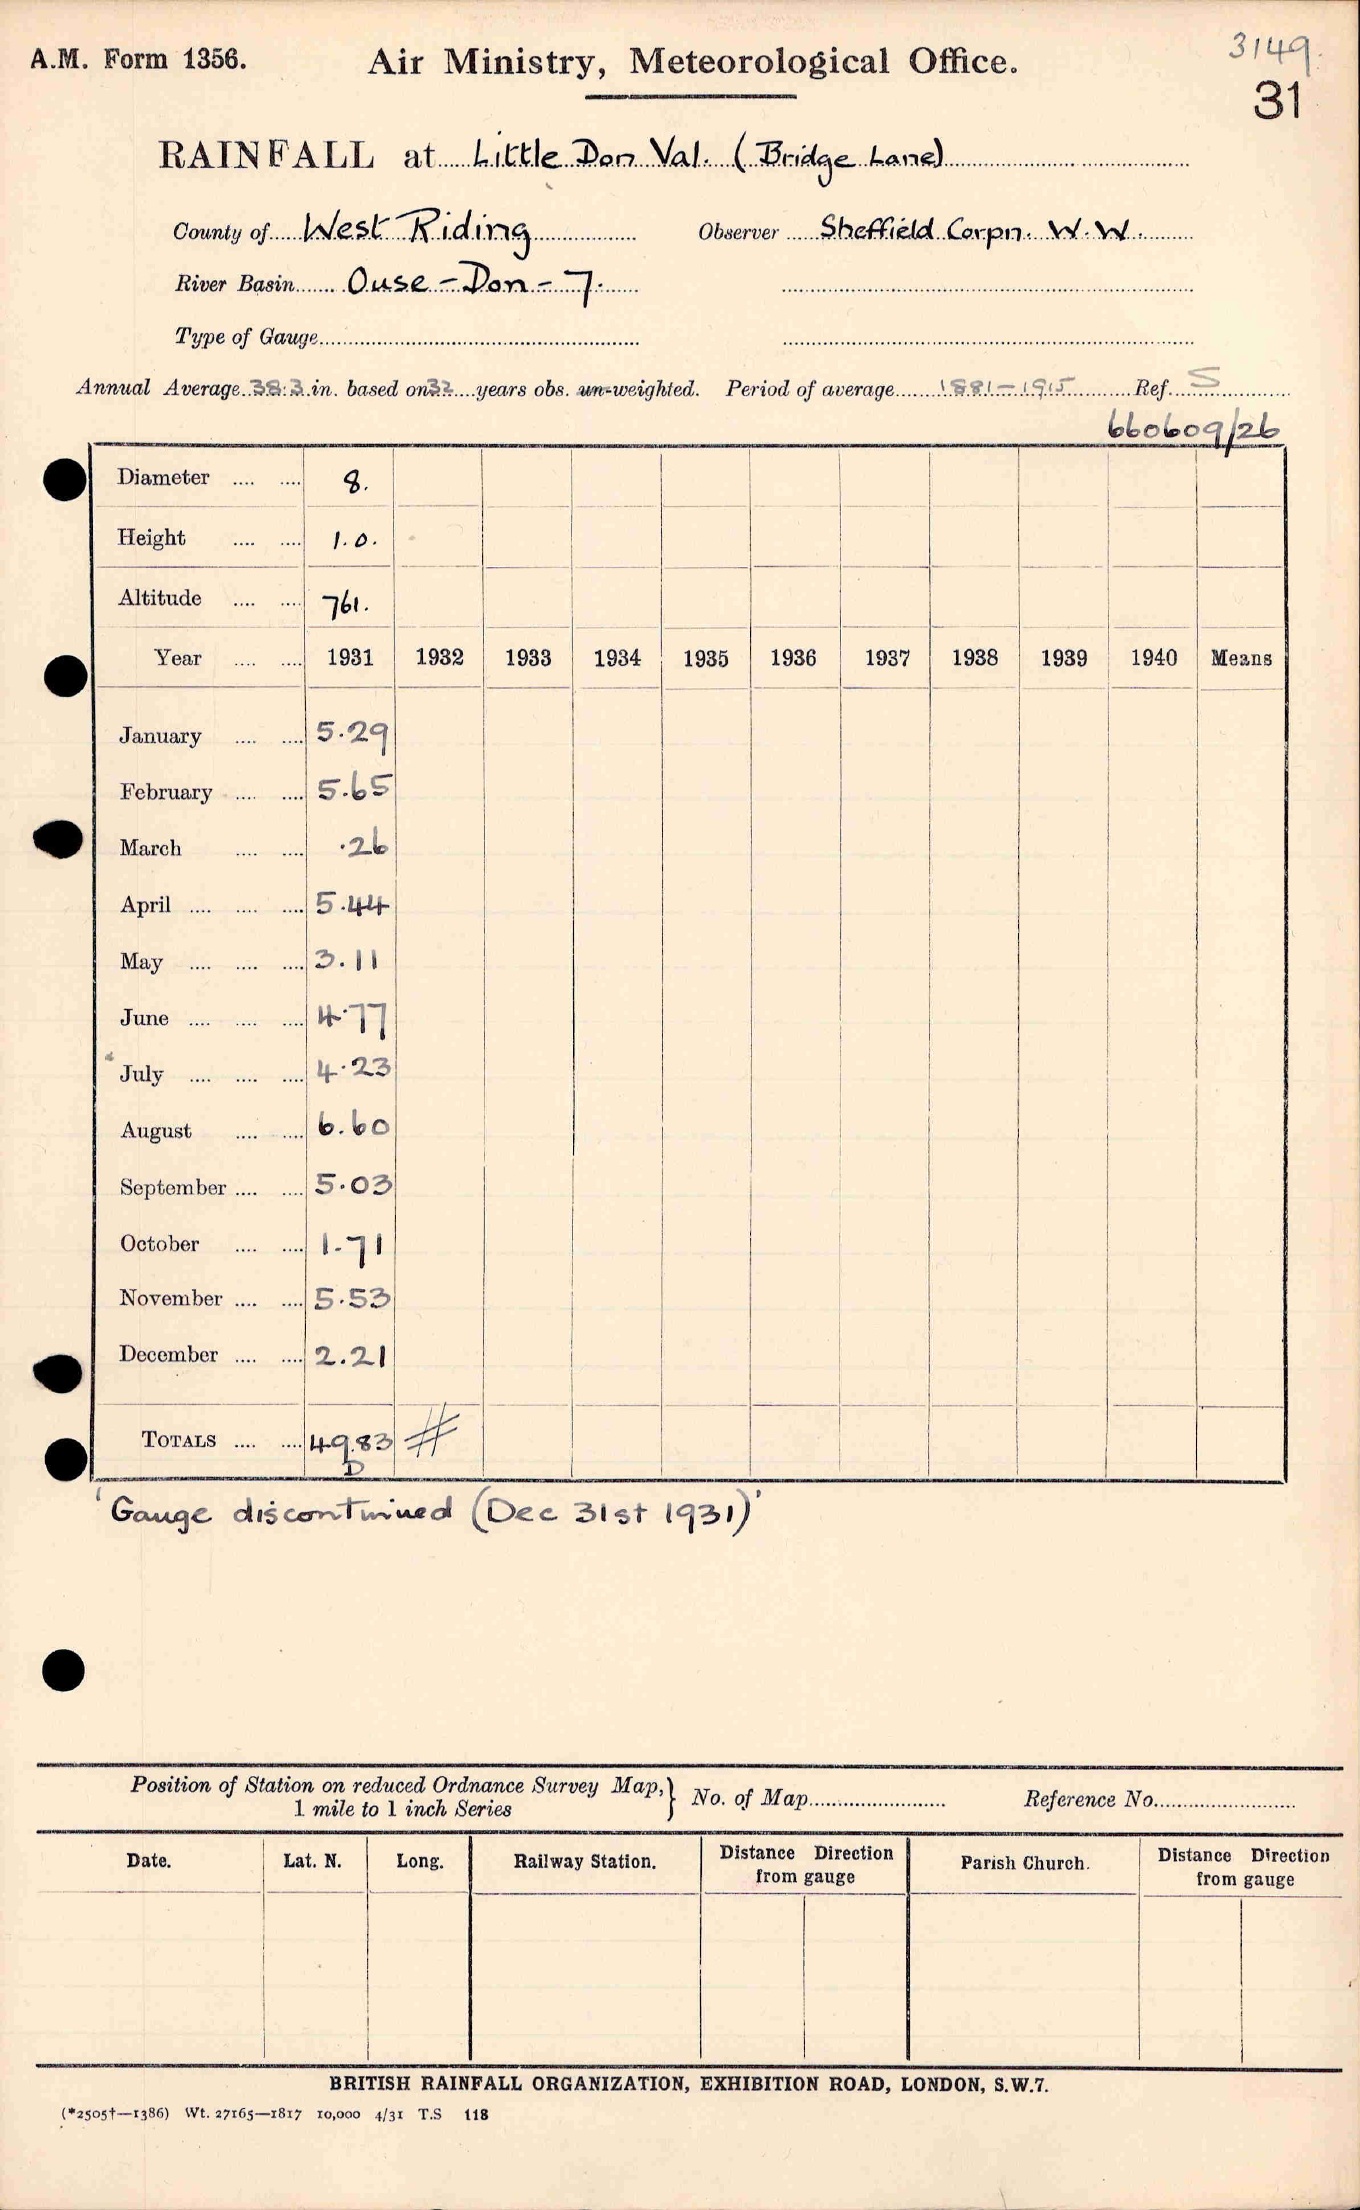 A.M. Form 1356.
Air Ministry, Meteorological Office.
3149.
31
RAINFALL at Little Don Val. (Bridge Lane)
County of West Riding Observer Sheffield Corpn. W.W.
River Basin Ouse - Don - 7.
Type of Gauge
Annual Average 38.3 in. based on 32 years obs. un-weighted. Period of average 1881-1915 Ref. S
660609/26
Diameter .... .... 8.
Height .... .... 1.0.
Altitude .... .... 761.
Year .... .... 1931 1932 1933 1934 1935 1936 1937 1938 1939 1940 Means
January .... .... 5.29
February .... .... 5.65
March .... .... .26
April .... .... .... 5.44
May .... .... .... 3.11
June .... .... .... 4.77
July .... .... .... 4.23
August .... .... 6.60
September .... .... 5.03
October .... .... 1.71
November .... .... 5.53
December .... .... 2.21
TOTALS .... .... 49.83 #
D
'Gauge discontinued (Dec 31st 1931)'
Position of Station on reduced Ordnance Survey Map,} No. of Map Reference No.
1 mile to 1 inch Series
Date. Lat. N. Long. Railway Station. Distance Direction Parish Church. Distance Direction
from gauge from gauge
BRITISH RAINFALL ORGANIZATION, EXHIBITION ROAD, LONDON, S.W.7.
(*2505†—1386) Wt. 27165—1817 10,000 4/31 T.S 118